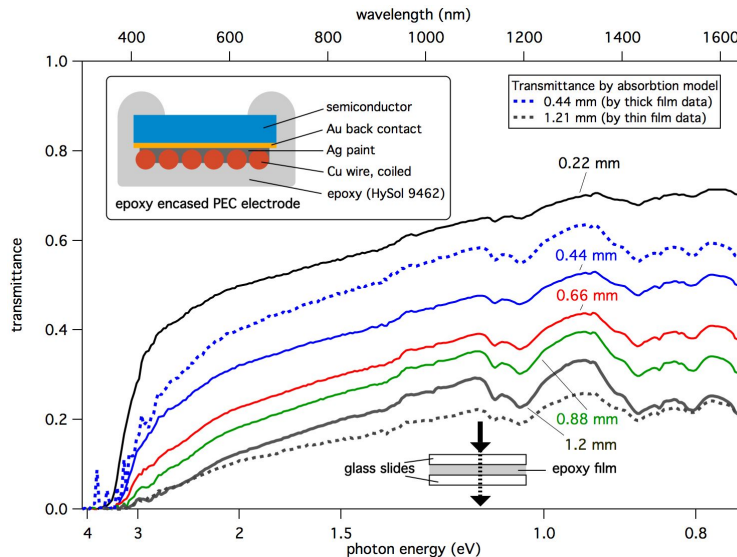 wavelength (nm)
400 600 800 1000 1200 1400 1600
1.0
0.8
0.6
0.4
0.2
0.0
transmittance
semiconductor
Au back contact
Ag paint
Cu wire, coiled
epoxy (HySol 9462)
epoxy encased PEC electrode
Transmittance by absorbtion model
0.44 mm (by thick film data)
1.21 mm (by thin film data)
0.22 mm
0.44 mm
0.66 mm
0.88 mm
1.2 mm
glass slides
epoxy film
4 3 2 1.5 1.0 0.8
photon energy (eV)